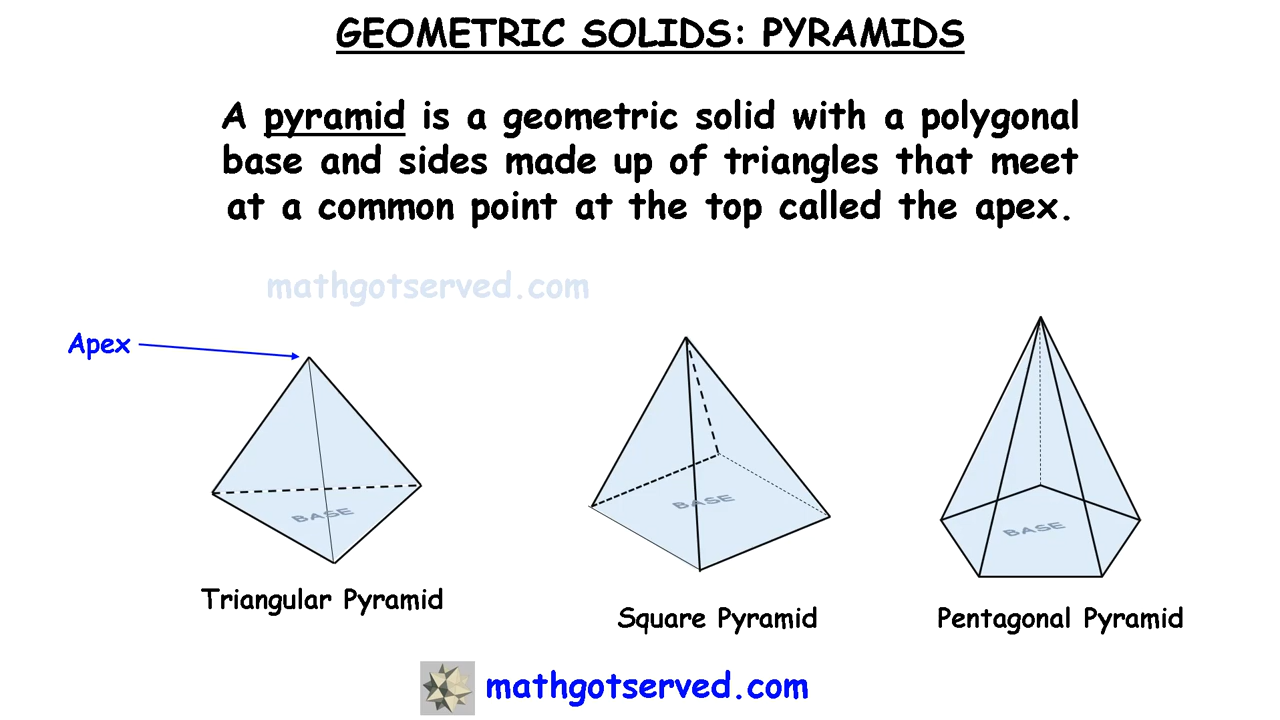 GEOMETRIC SOLIDS: PYRAMIDS
A pyramid is a geometric solid with a polygonal
base and sides made up of triangles that meet
at a common point at the top called the apex.
mathgotserved.com
Apex
BASE
BASE
BASE
Triangular Pyramid
Square Pyramid
Pentagonal Pyramid
mathgotserved.com